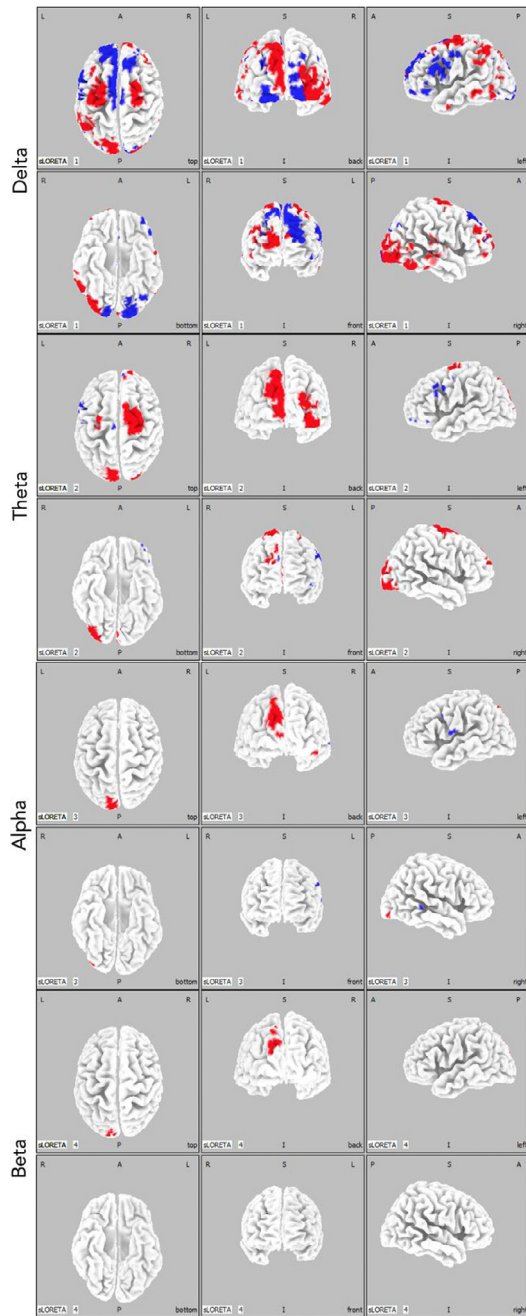 Delta
L A R
L S R
A S P
sLORETA 1 P top
sLORETA 1 I back
sLORETA 1 I left
R A L
R S L
P S A
sLORETA 1 P bottom
sLORETA 1 I front
sLORETA 1 I right
Theta
L A R
L S R
A S P
sLORETA 2 P top
sLORETA 2 I back
sLORETA 2 I left
R A L
R S L
P S A
sLORETA 2 P bottom
sLORETA 2 I front
sLORETA 2 I right
Alpha
L A R
L S R
A S P
sLORETA 3 P top
sLORETA 3 I back
sLORETA 3 I left
R A L
R S L
P S A
sLORETA 3 P bottom
sLORETA 3 I front
sLORETA 3 I right
Beta
L A R
L S R
A S P
sLORETA 4 P top
sLORETA 4 I back
sLORETA 4 I left
R A L
R S L
P S A
sLORETA 4 P bottom
sLORETA 4 I front
sLORETA 4 I right